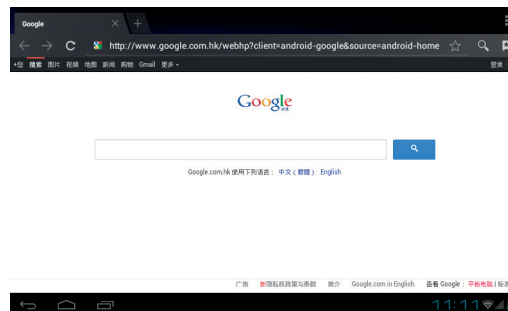 Google
http://www.google.com.hk/webhp?client=android-google&source=android-home
+您 搜索 图片 视频 地图 新闻 购物 Gmail 更多
登录
Google
Google.com.hk 使用下列语言： 中文 (繁體) English
广告 新隐私权政策与条款 简介 Google.com in English 查看 Google： 平板电脑 |
11:11